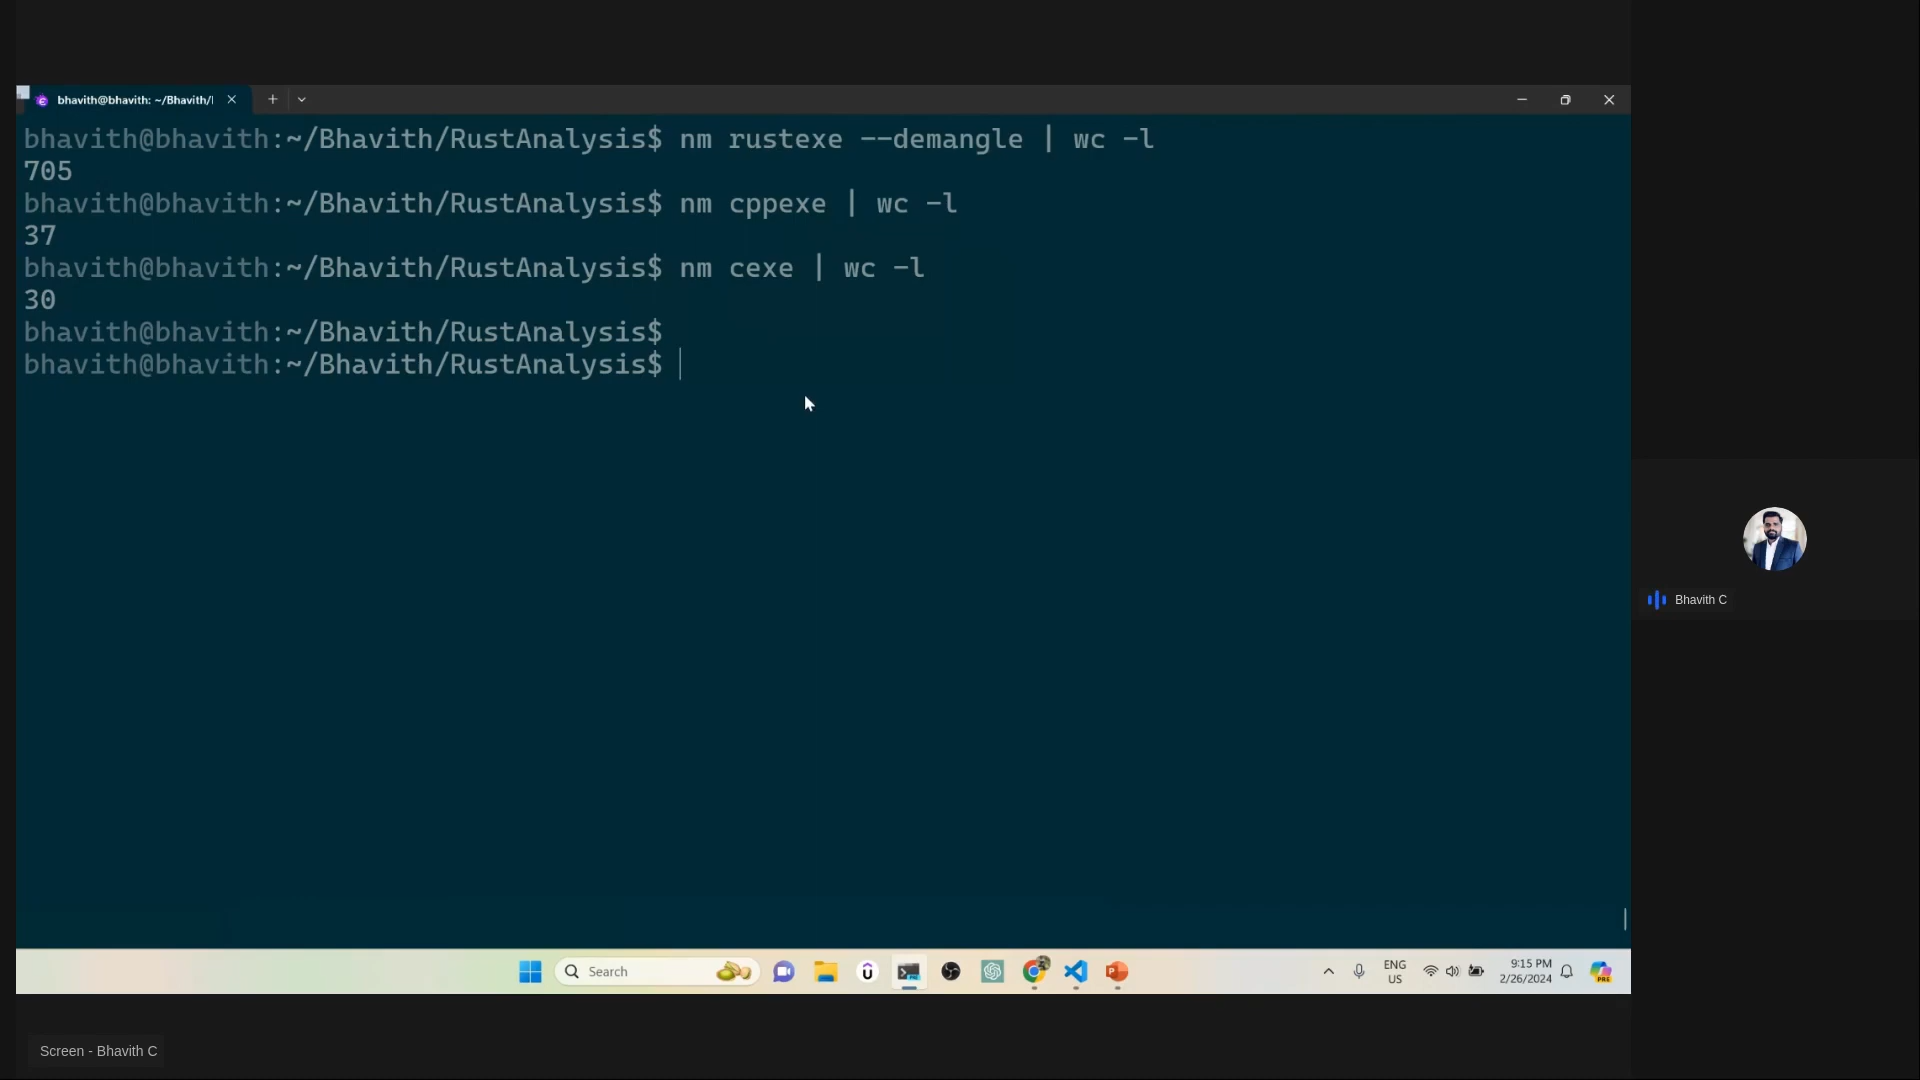 bhavith@bhavith: ~/Bhavith/
bhavith@bhavith:~/Bhavith/RustAnalysis$ nm rustexe --demangle | wc -l
705
bhavith@bhavith:~/Bhavith/RustAnalysis$ nm cppexe | wc -l
37
bhavith@bhavith:~/Bhavith/RustAnalysis$ nm cexe | wc -l
30
bhavith@bhavith:~/Bhavith/RustAnalysis$
bhavith@bhavith:~/Bhavith/RustAnalysis$
Bhavith C
Search
ENG
US
9:15 PM
2/26/2024
PRE
Screen - Bhavith C